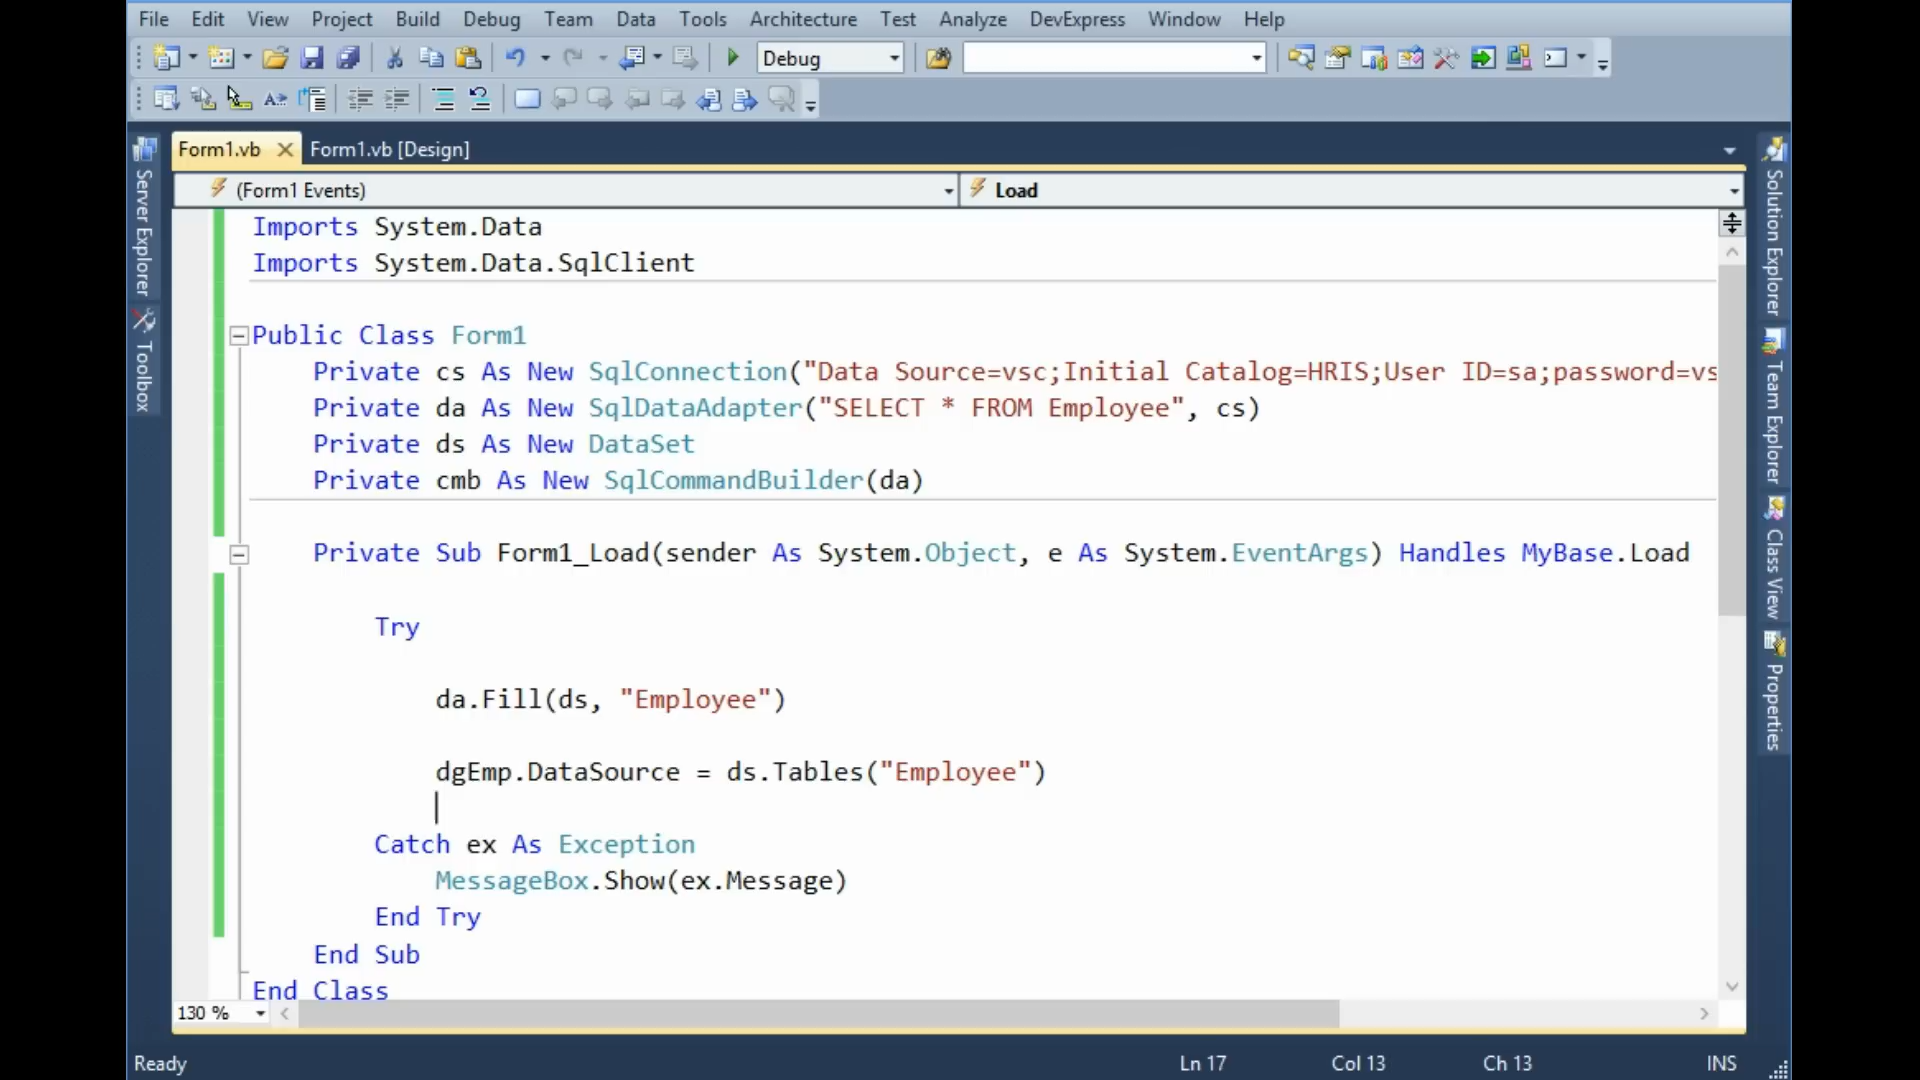 File Edit View Project Build Debug Team Data Tools Architecture Test Analyze DevExpress Window Help
Debug
Form1.vb Form1.vb [Design]
(Form1 Events) Load
Server Explorer
Toolbox
Imports System.Data
Imports System.Data.SqlClient
Public Class Form1
Private cs As New SqlConnection("Data Source=vsc;Initial Catalog=HRIS;User ID=sa;password=vs
Private da As New SqlDataAdapter("SELECT * FROM Employee", cs)
Private ds As New DataSet
Private cmb As New SqlCommandBuilder(da)
Private Sub Form1_Load(sender As System.Object, e As System.EventArgs) Handles MyBase.Load
Try
da.Fill(ds, "Employee")
dgEmp.DataSource = ds.Tables("Employee")
Catch ex As Exception
MessageBox.Show(ex.Message)
End Try
End Sub
End Class
Solution Explorer
Team Explorer
Class View
Properties
130 %
Ready Ln 17 Col 13 Ch 13 INS